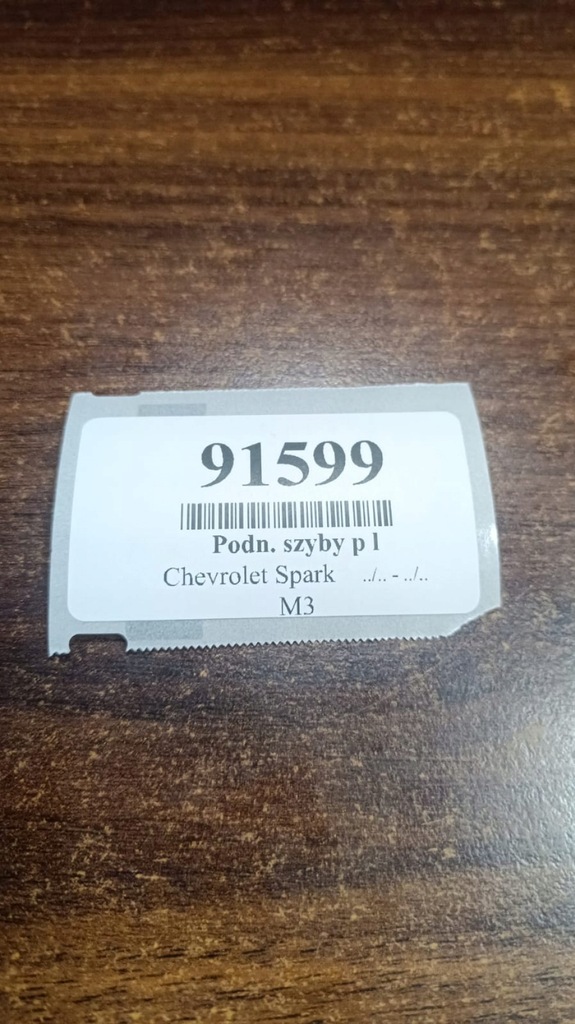 91599
Podn. szyby p l
Chevrolet Spark ../.. - ../..
M3